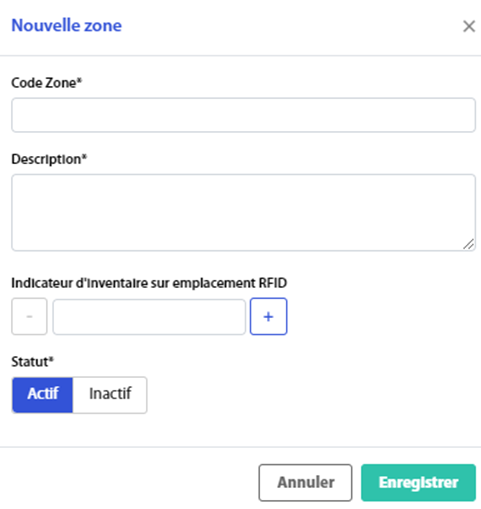 Nouvelle zone ×
Code Zone*
Description*
Indicateur d'inventaire sur emplacement RFID
- +
Statut*
Actif Inactif
Annuler Enregistrer